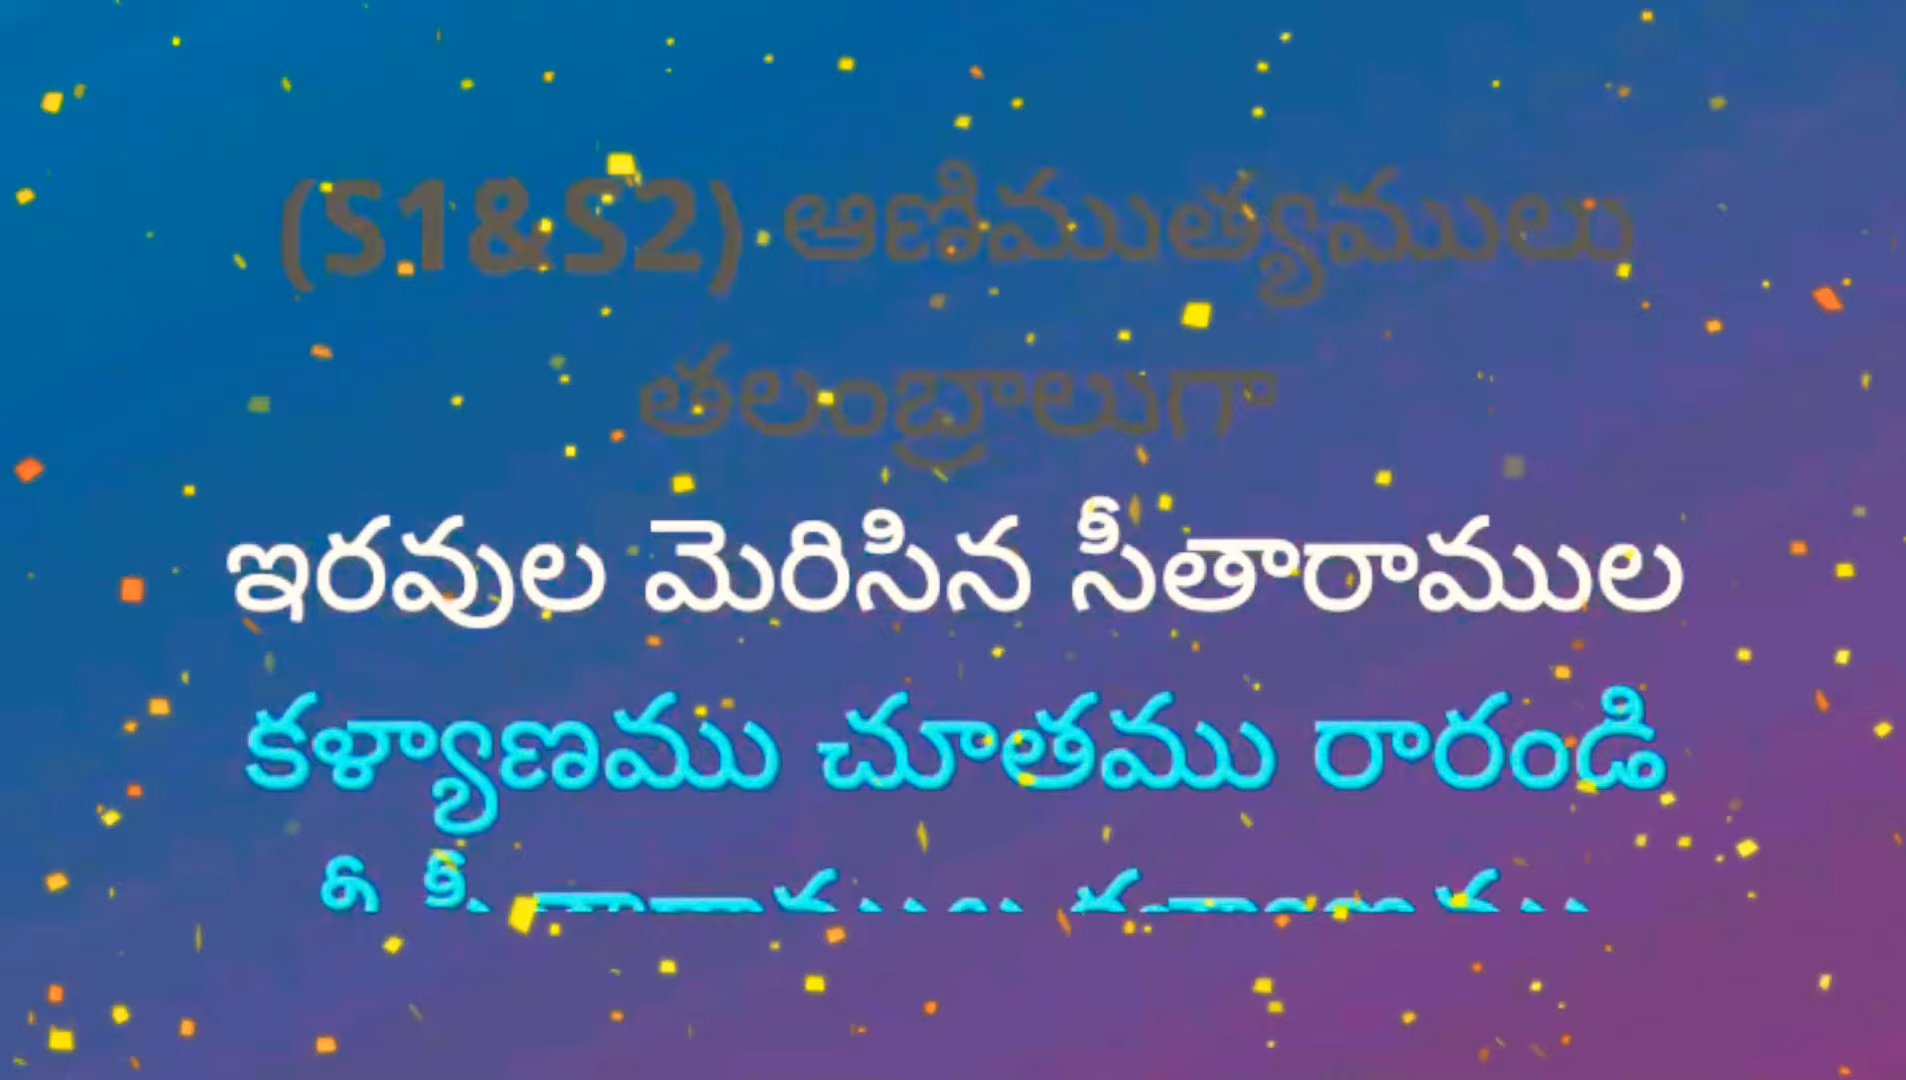 (S1&S2) ఆణిముత్యములు
తలంబ్రాలుగా
ఇరవుల మెరిసిన సీతారాముల
కళ్యాణము చూతము రారండి